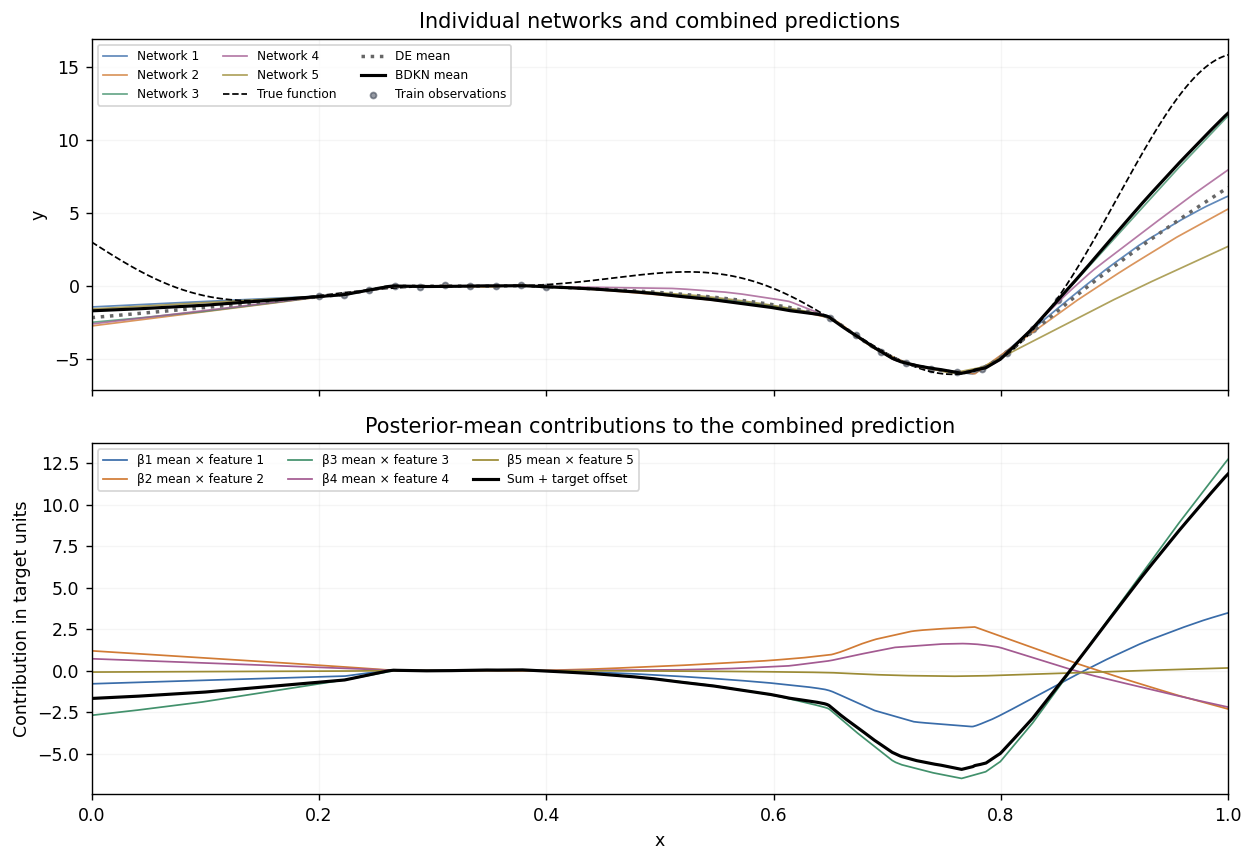 Individual networks and combined predictions
Network 1 Network 4 DE mean
Network 2 Network 5 BDKN mean
Network 3 True function Train observations
15
10
5
0
−5
y
Posterior-mean contributions to the combined prediction
β1 mean × feature 1 β3 mean × feature 3 β5 mean × feature 5
β2 mean × feature 2 β4 mean × feature 4 Sum + target offset
12.5
10.0
7.5
5.0
2.5
0.0
−2.5
−5.0
Contribution in target units
0.0 0.2 0.4 0.6 0.8 1.0
x